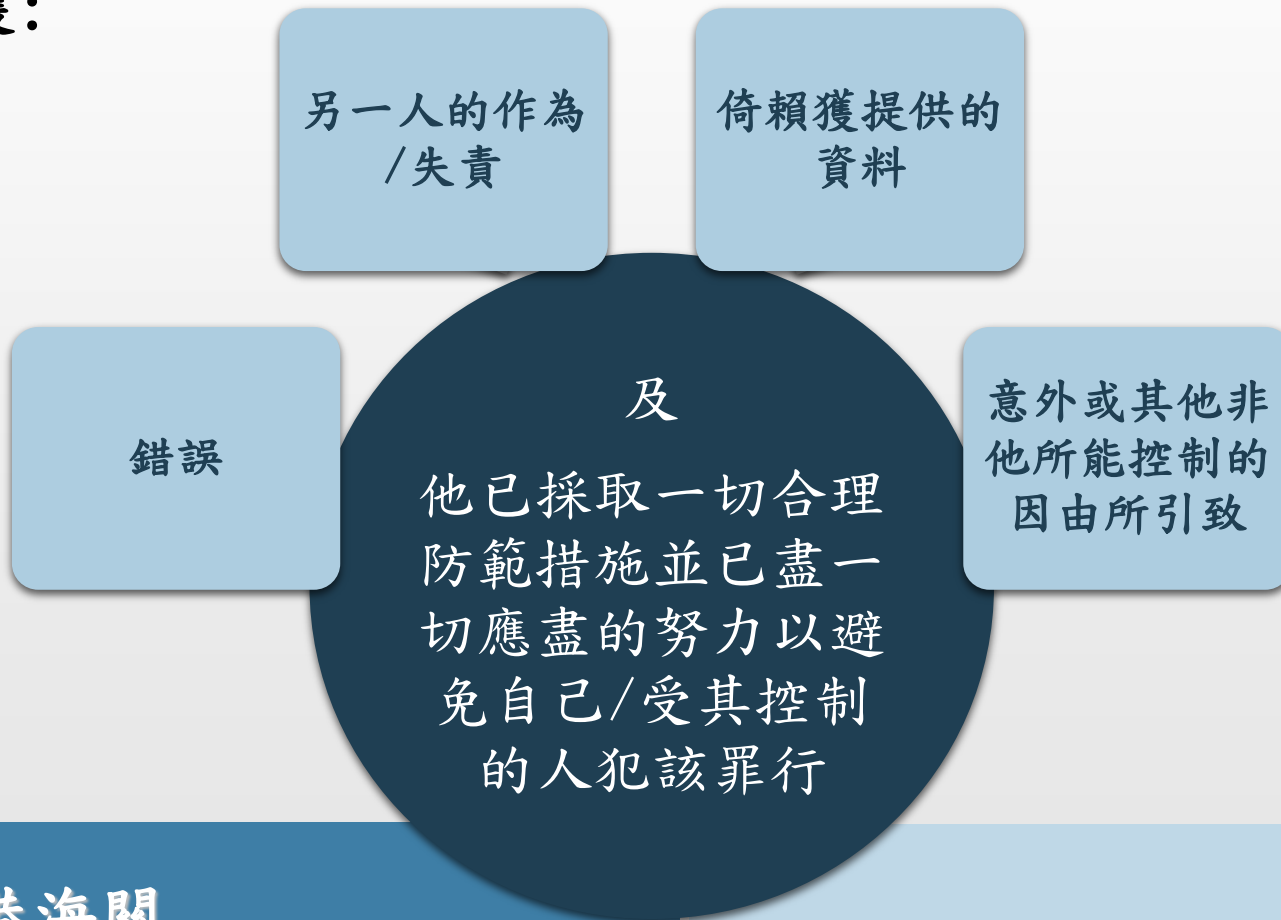 另一人的作為
/失責
倚賴獲提供的
資料
錯誤
意外或其他非
他所能控制的
因由所引致
及
他已採取一切合理
防範措施並已盡一
切應盡的努力以避
免自己/受其控制
的人犯該罪行
港海關